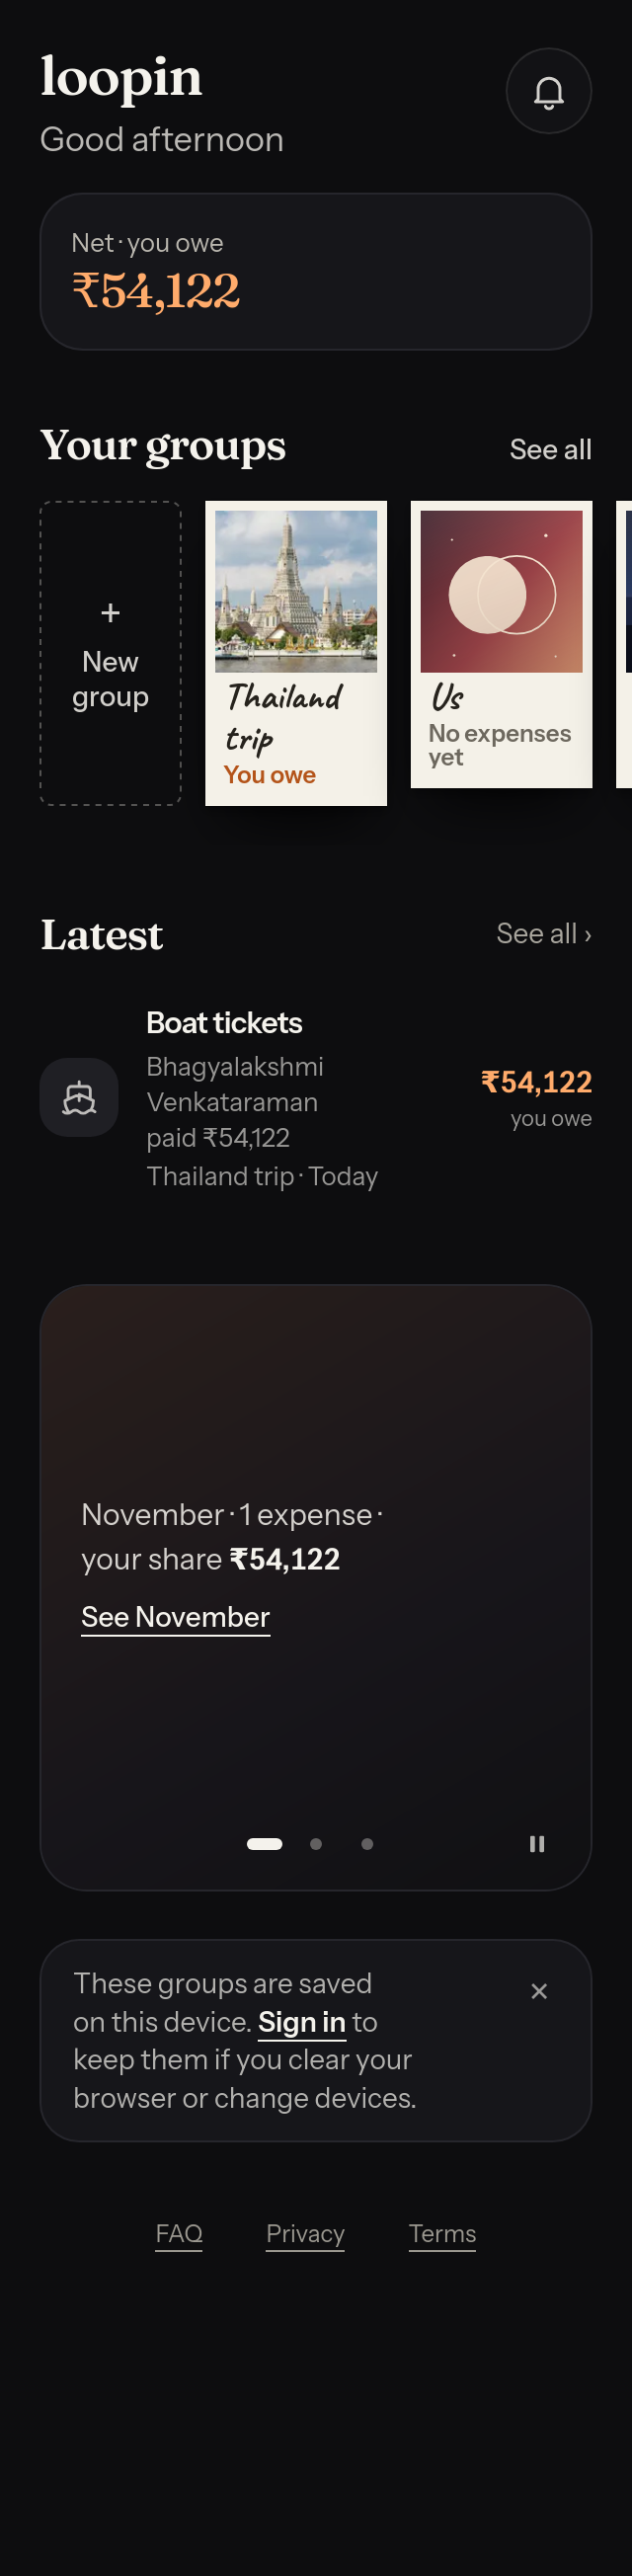 loopin
Good afternoon
Net · you owe
₹54,122
Your groups
See all
+
New
group
Thailand
trip
You owe
Us
No expenses
yet
Latest
See all ›
Boat tickets
Bhagyalakshmi
Venkataraman
paid ₹54,122
Thailand trip · Today
₹54,122
you owe
November · 1 expense ·
your share ₹54,122
See November
These groups are saved
on this device. Sign in to
keep them if you clear your
browser or change devices.
FAQ
Privacy
Terms